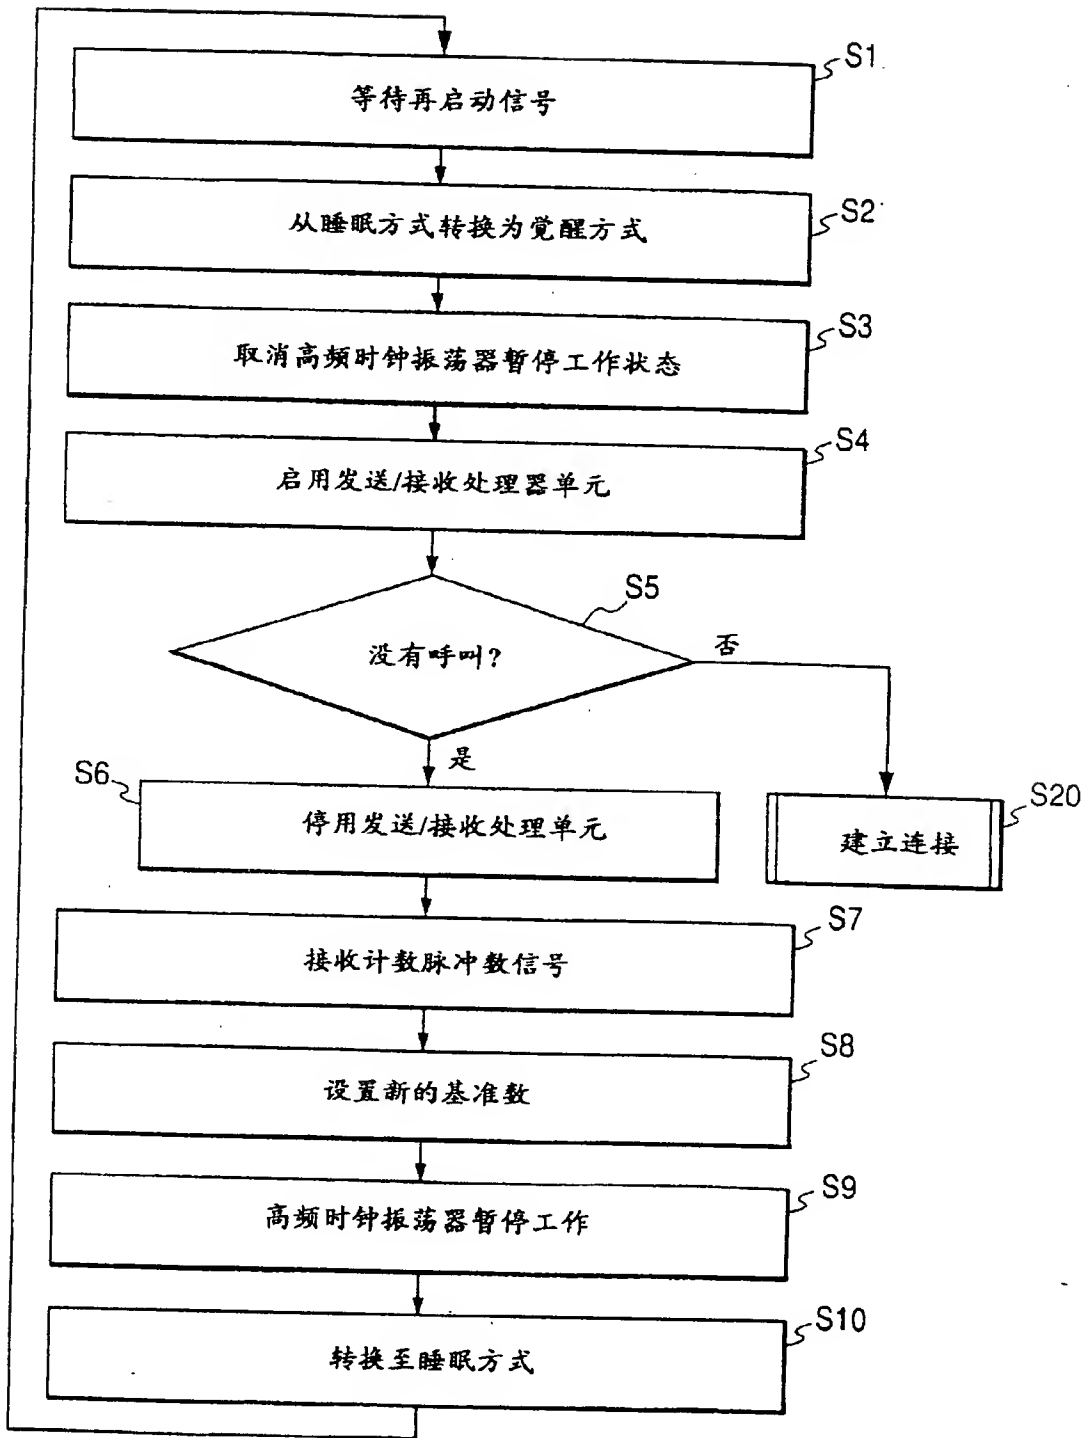 S1
等待再启动信号
S2
从睡眠方式转换为觉醒方式
S3
取消高频时钟振荡器暂停工作状态
S4
启用发送/接收处理器单元
S5
没有呼叫?
否
是
S6
停用发送/接收处理单元
S20
建立连接
S7
接收计数脉冲数信号
S8
设置新的基准数
S9
高频时钟振荡器暂停工作
S10
转换至睡眠方式